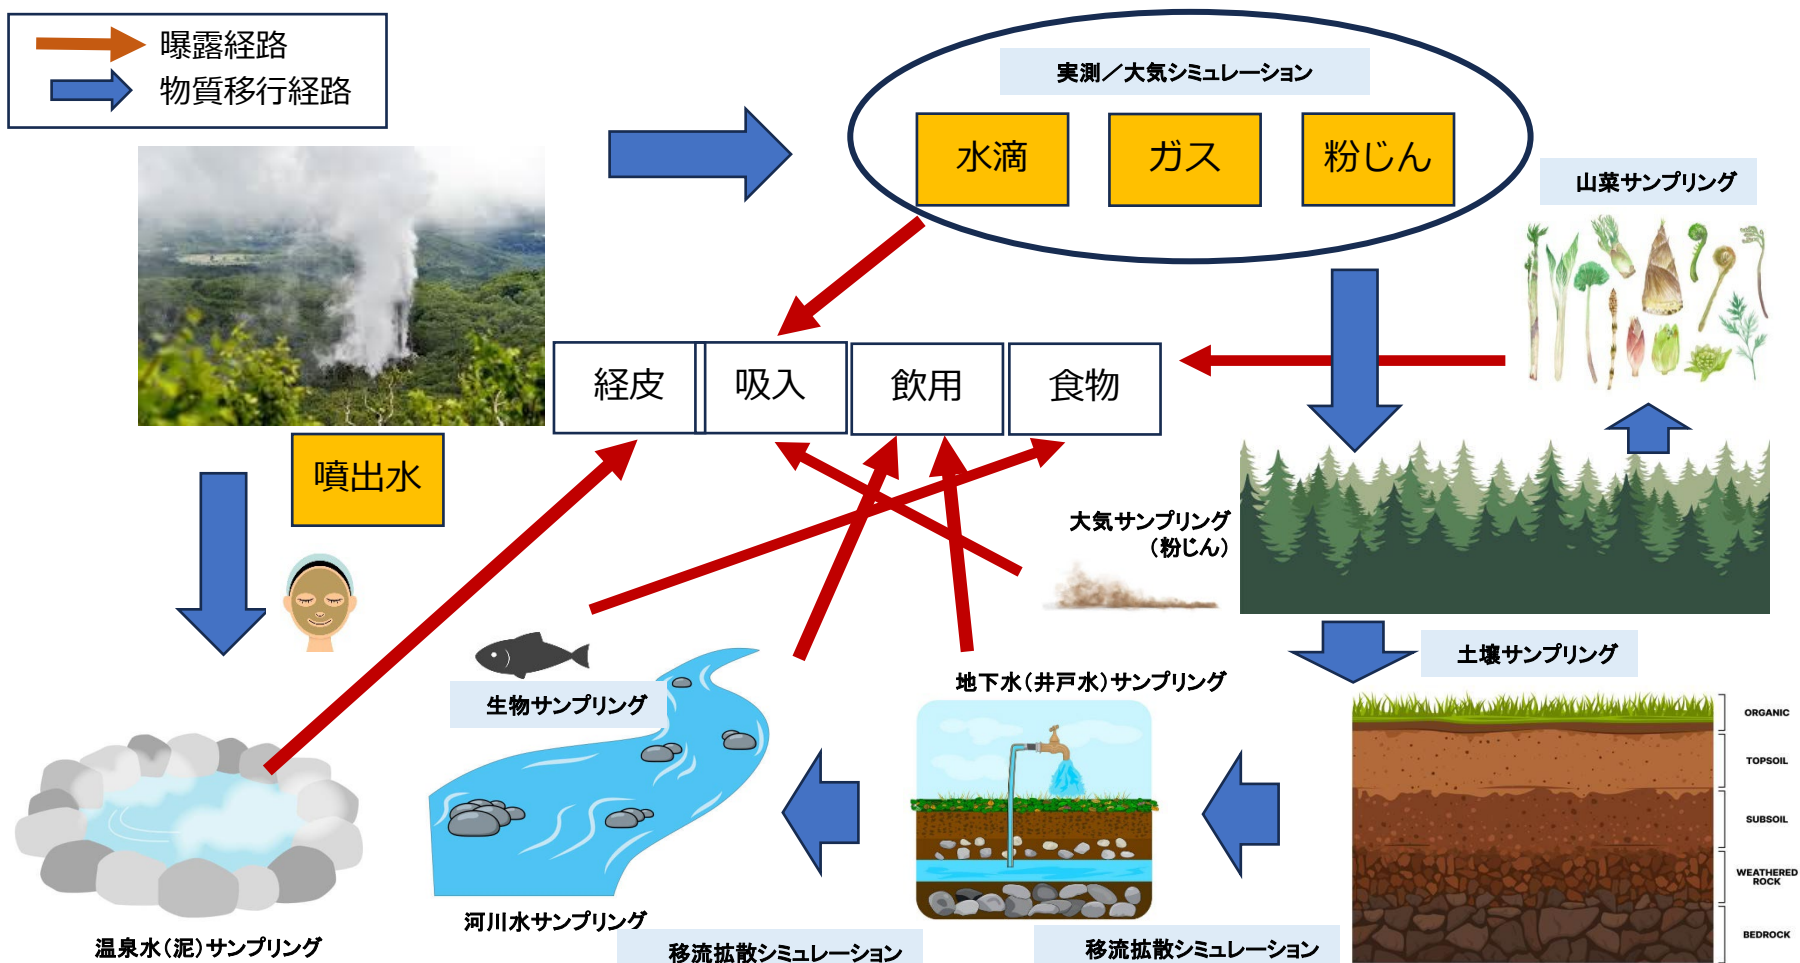 曝露経路
物質移行経路
実測／大気シミュレーション
水滴
ガス
粉じん
山菜サンプリング
経皮
吸入
飲用
食物
噴出水
大気サンプリング
（粉じん）
土壌サンプリング
生物サンプリング
地下水（井戸水）サンプリング
ORGANIC
TOPSOIL
SUBSOIL
WEATHERED
ROCK
BEDROCK
河川水サンプリング
温泉水（泥）サンプリング
移流拡散シミュレーション
移流拡散シミュレーション